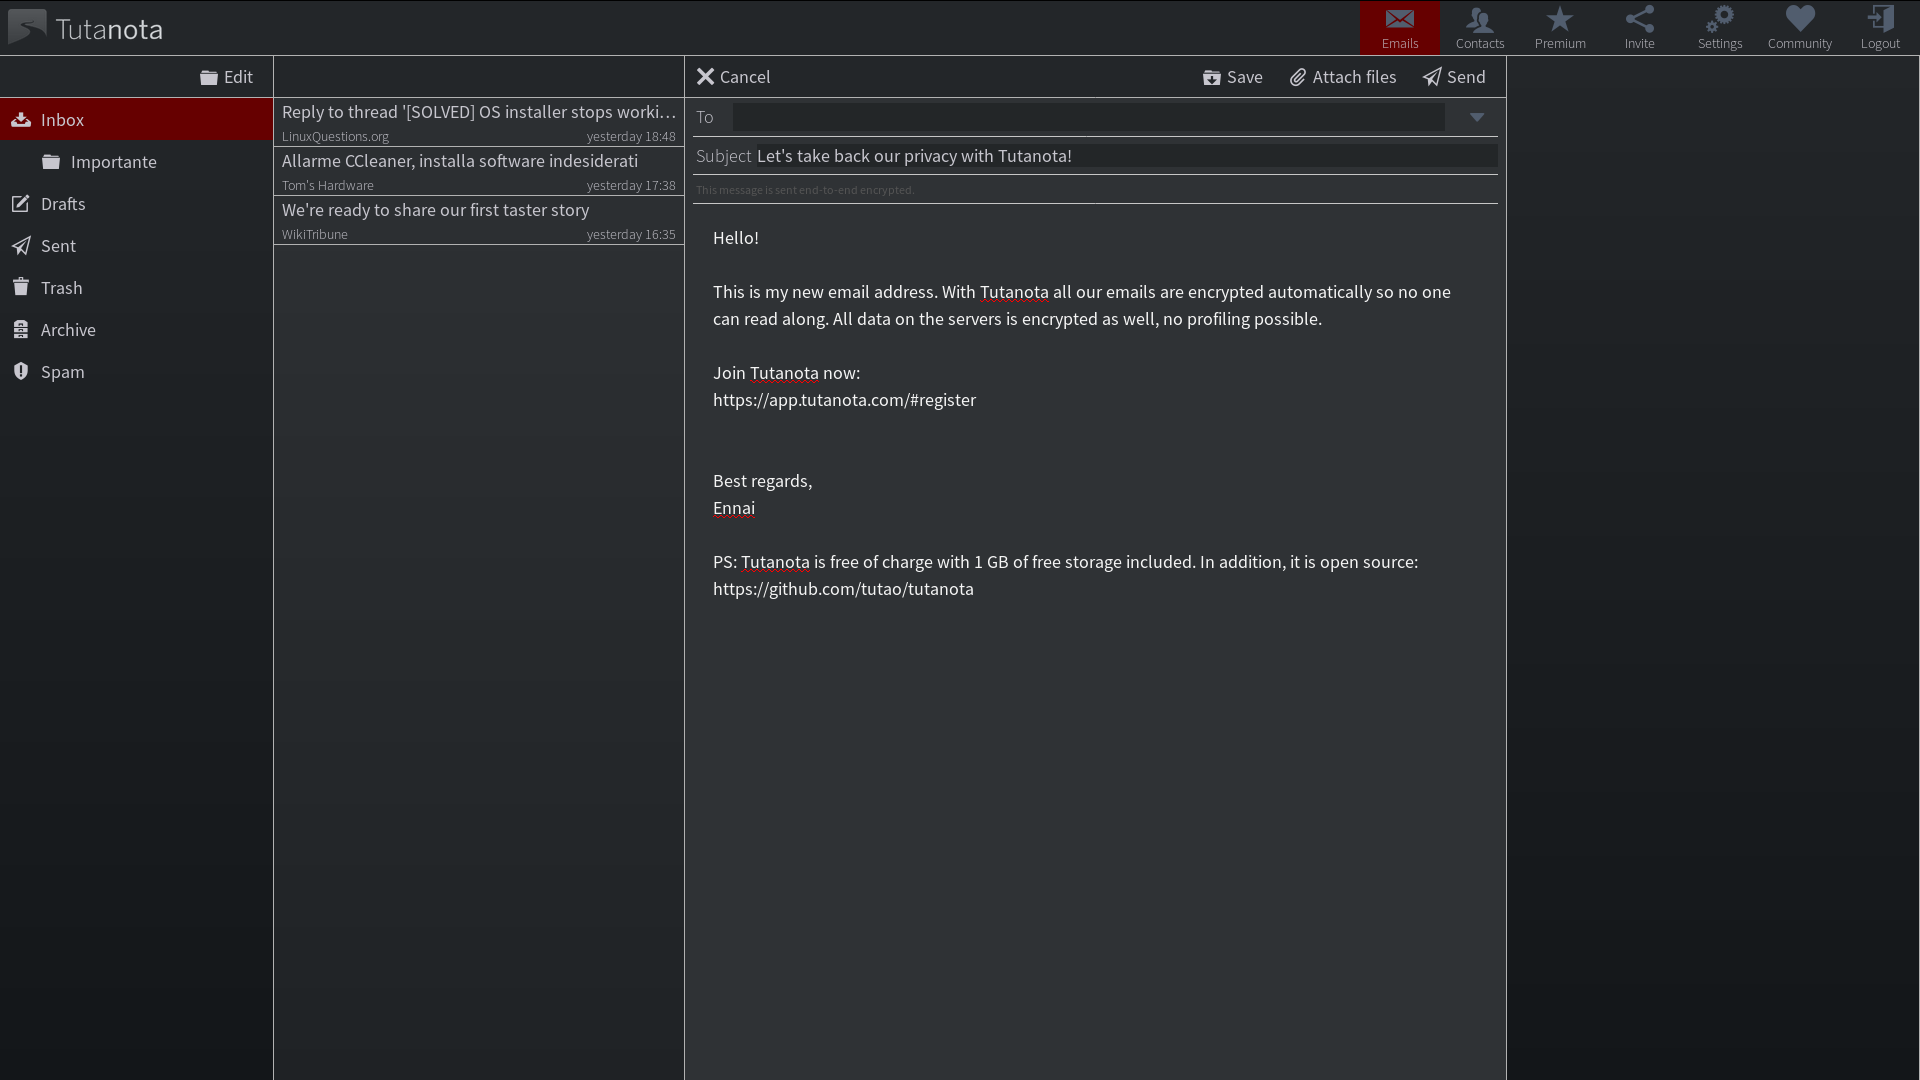 Tutanota
Emails
Contacts
Premium
Invite
Settings
Community
Logout
Edit
Cancel
Save
Attach files
Send
Inbox
Importante
Drafts
Sent
Trash
Archive
Spam
Reply to thread '[SOLVED] OS installer stops worki...
LinuxQuestions.org yesterday 18:48
Allarme CCleaner, installa software indesiderati
Tom's Hardware yesterday 17:38
We're ready to share our first taster story
WikiTribune yesterday 16:35
To
Subject Let's take back our privacy with Tutanota!
This message is sent end-to-end encrypted.
Hello!
This is my new email address. With Tutanota all our emails are encrypted automatically so no one
can read along. All data on the servers is encrypted as well, no profiling possible.
Join Tutanota now:
https://app.tutanota.com/#register
Best regards,
Ennai
PS: Tutanota is free of charge with 1 GB of free storage included. In addition, it is open source:
https://github.com/tutao/tutanota